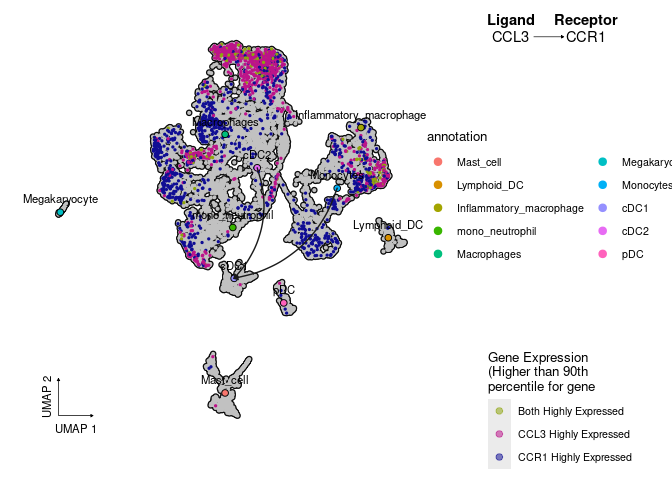 Ligand Receptor
CCL3 CCR1
Inflammatory_macrophage
Macrophages
cDC2
Monocytes
Megakaryocyte
mono_neutrophil
Lymphoid_DC
cDC1
pDC
Mast_cell
UMAP 2
UMAP 1
annotation
Mast_cell
Lymphoid_DC
Inflammatory_macrophage
mono_neutrophil
Macrophages
Megakaryoc
Monocytes
cDC1
cDC2
pDC
Gene Expression
(Higher than 90th
percentile for gene
Both Highly Expressed
CCL3 Highly Expressed
CCR1 Highly Expressed